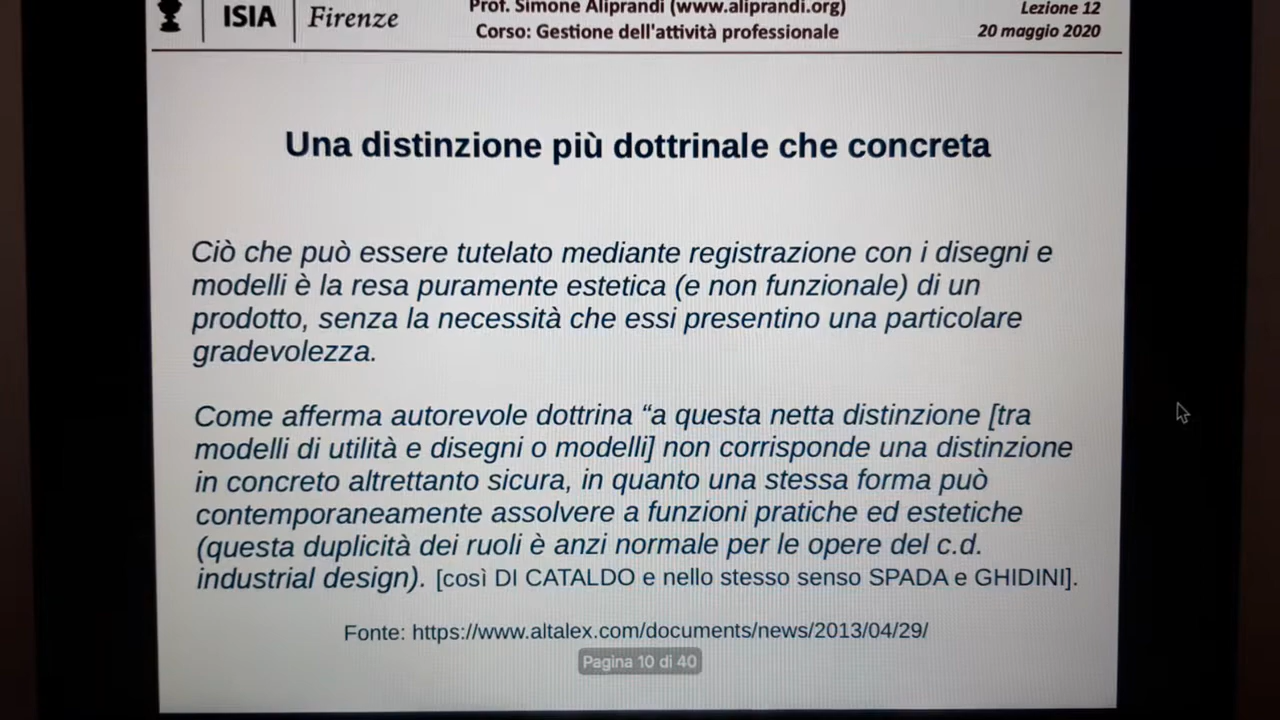 ISIA Firenze
Prof. Simone Aliprandi (www.aliprandi.org)
Corso: Gestione dell'attività professionale
Lezione 12
20 maggio 2020
Una distinzione più dottrinale che concreta
Ciò che può essere tutelato mediante registrazione con i disegni e
modelli è la resa puramente estetica (e non funzionale) di un
prodotto, senza la necessità che essi presentino una particolare
gradevolezza.
Come afferma autorevole dottrina “a questa netta distinzione [tra
modelli di utilità e disegni o modelli] non corrisponde una distinzione
in concreto altrettanto sicura, in quanto una stessa forma può
contemporaneamente assolvere a funzioni pratiche ed estetiche
(questa duplicità dei ruoli è anzi normale per le opere del c.d.
industrial design). [così DI CATALDO e nello stesso senso SPADA e GHIDINI].
Fonte: https://www.altalex.com/documents/news/2013/04/29/
Pagina 10 di 40